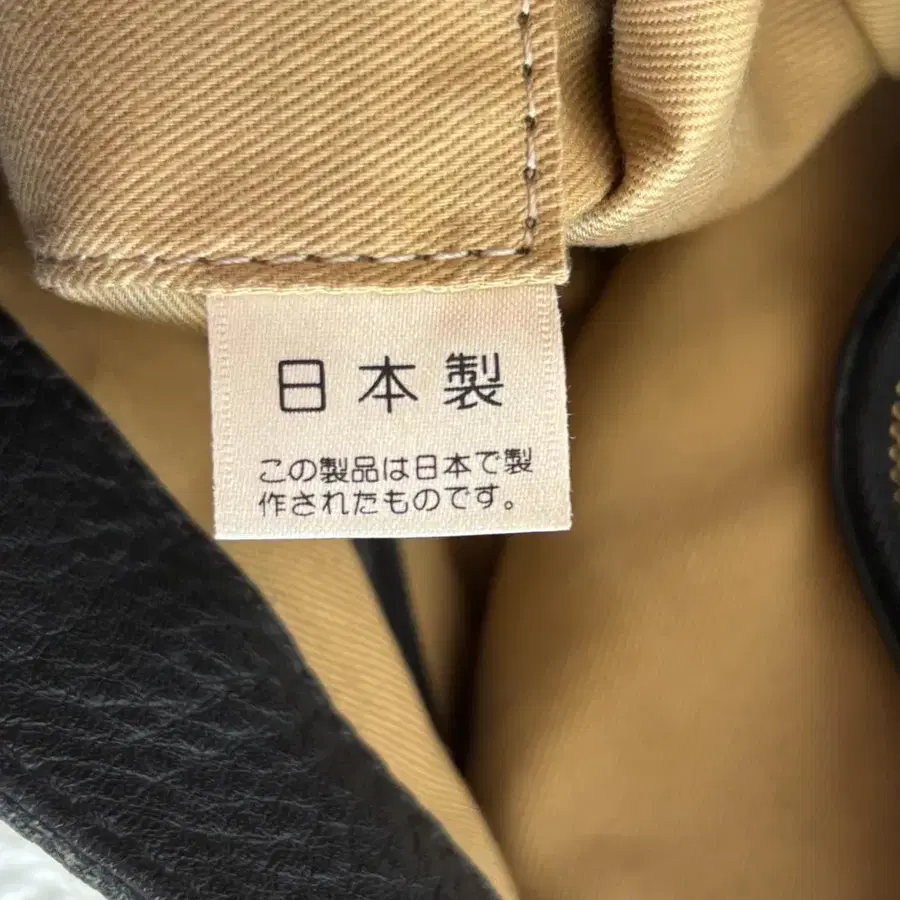 日本製
この製品は日本で製
作されたものです。